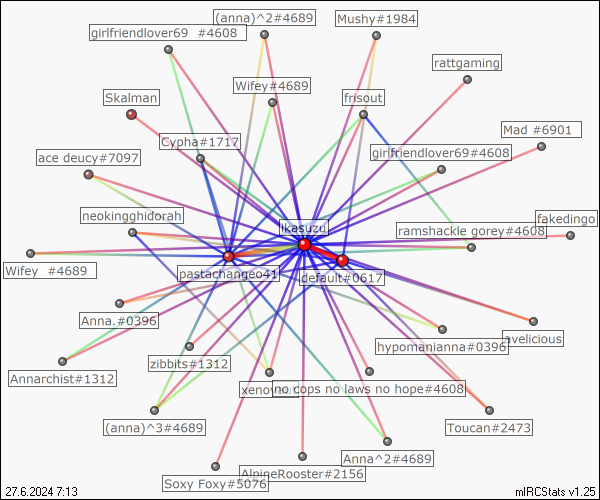 (anna)^2#4689
Mushy#1984
girlfriendlover69  #4608
rattgaming
Wifey#4689
frisout
Skalman
Mad #6901
Cypha#1717
girlfriendlover69#4608
ace deucy#7097
neokingghidorah
fakedingo
likasuzu
ramshackle gorey#4608
Wifey  #4689
pastachangeo41
default#0617
Anna.#0396
hypomanianna#0396
velicious
zibbits#1312
Annarchist#1312
no cops no laws no hope#4608
(anna)^3#4689
Toucan#2473
Anna^2#4689
AlpineRooster#2156
Soxy Foxy#5076
27.6.2024 7:13
mIRCStats v1.25